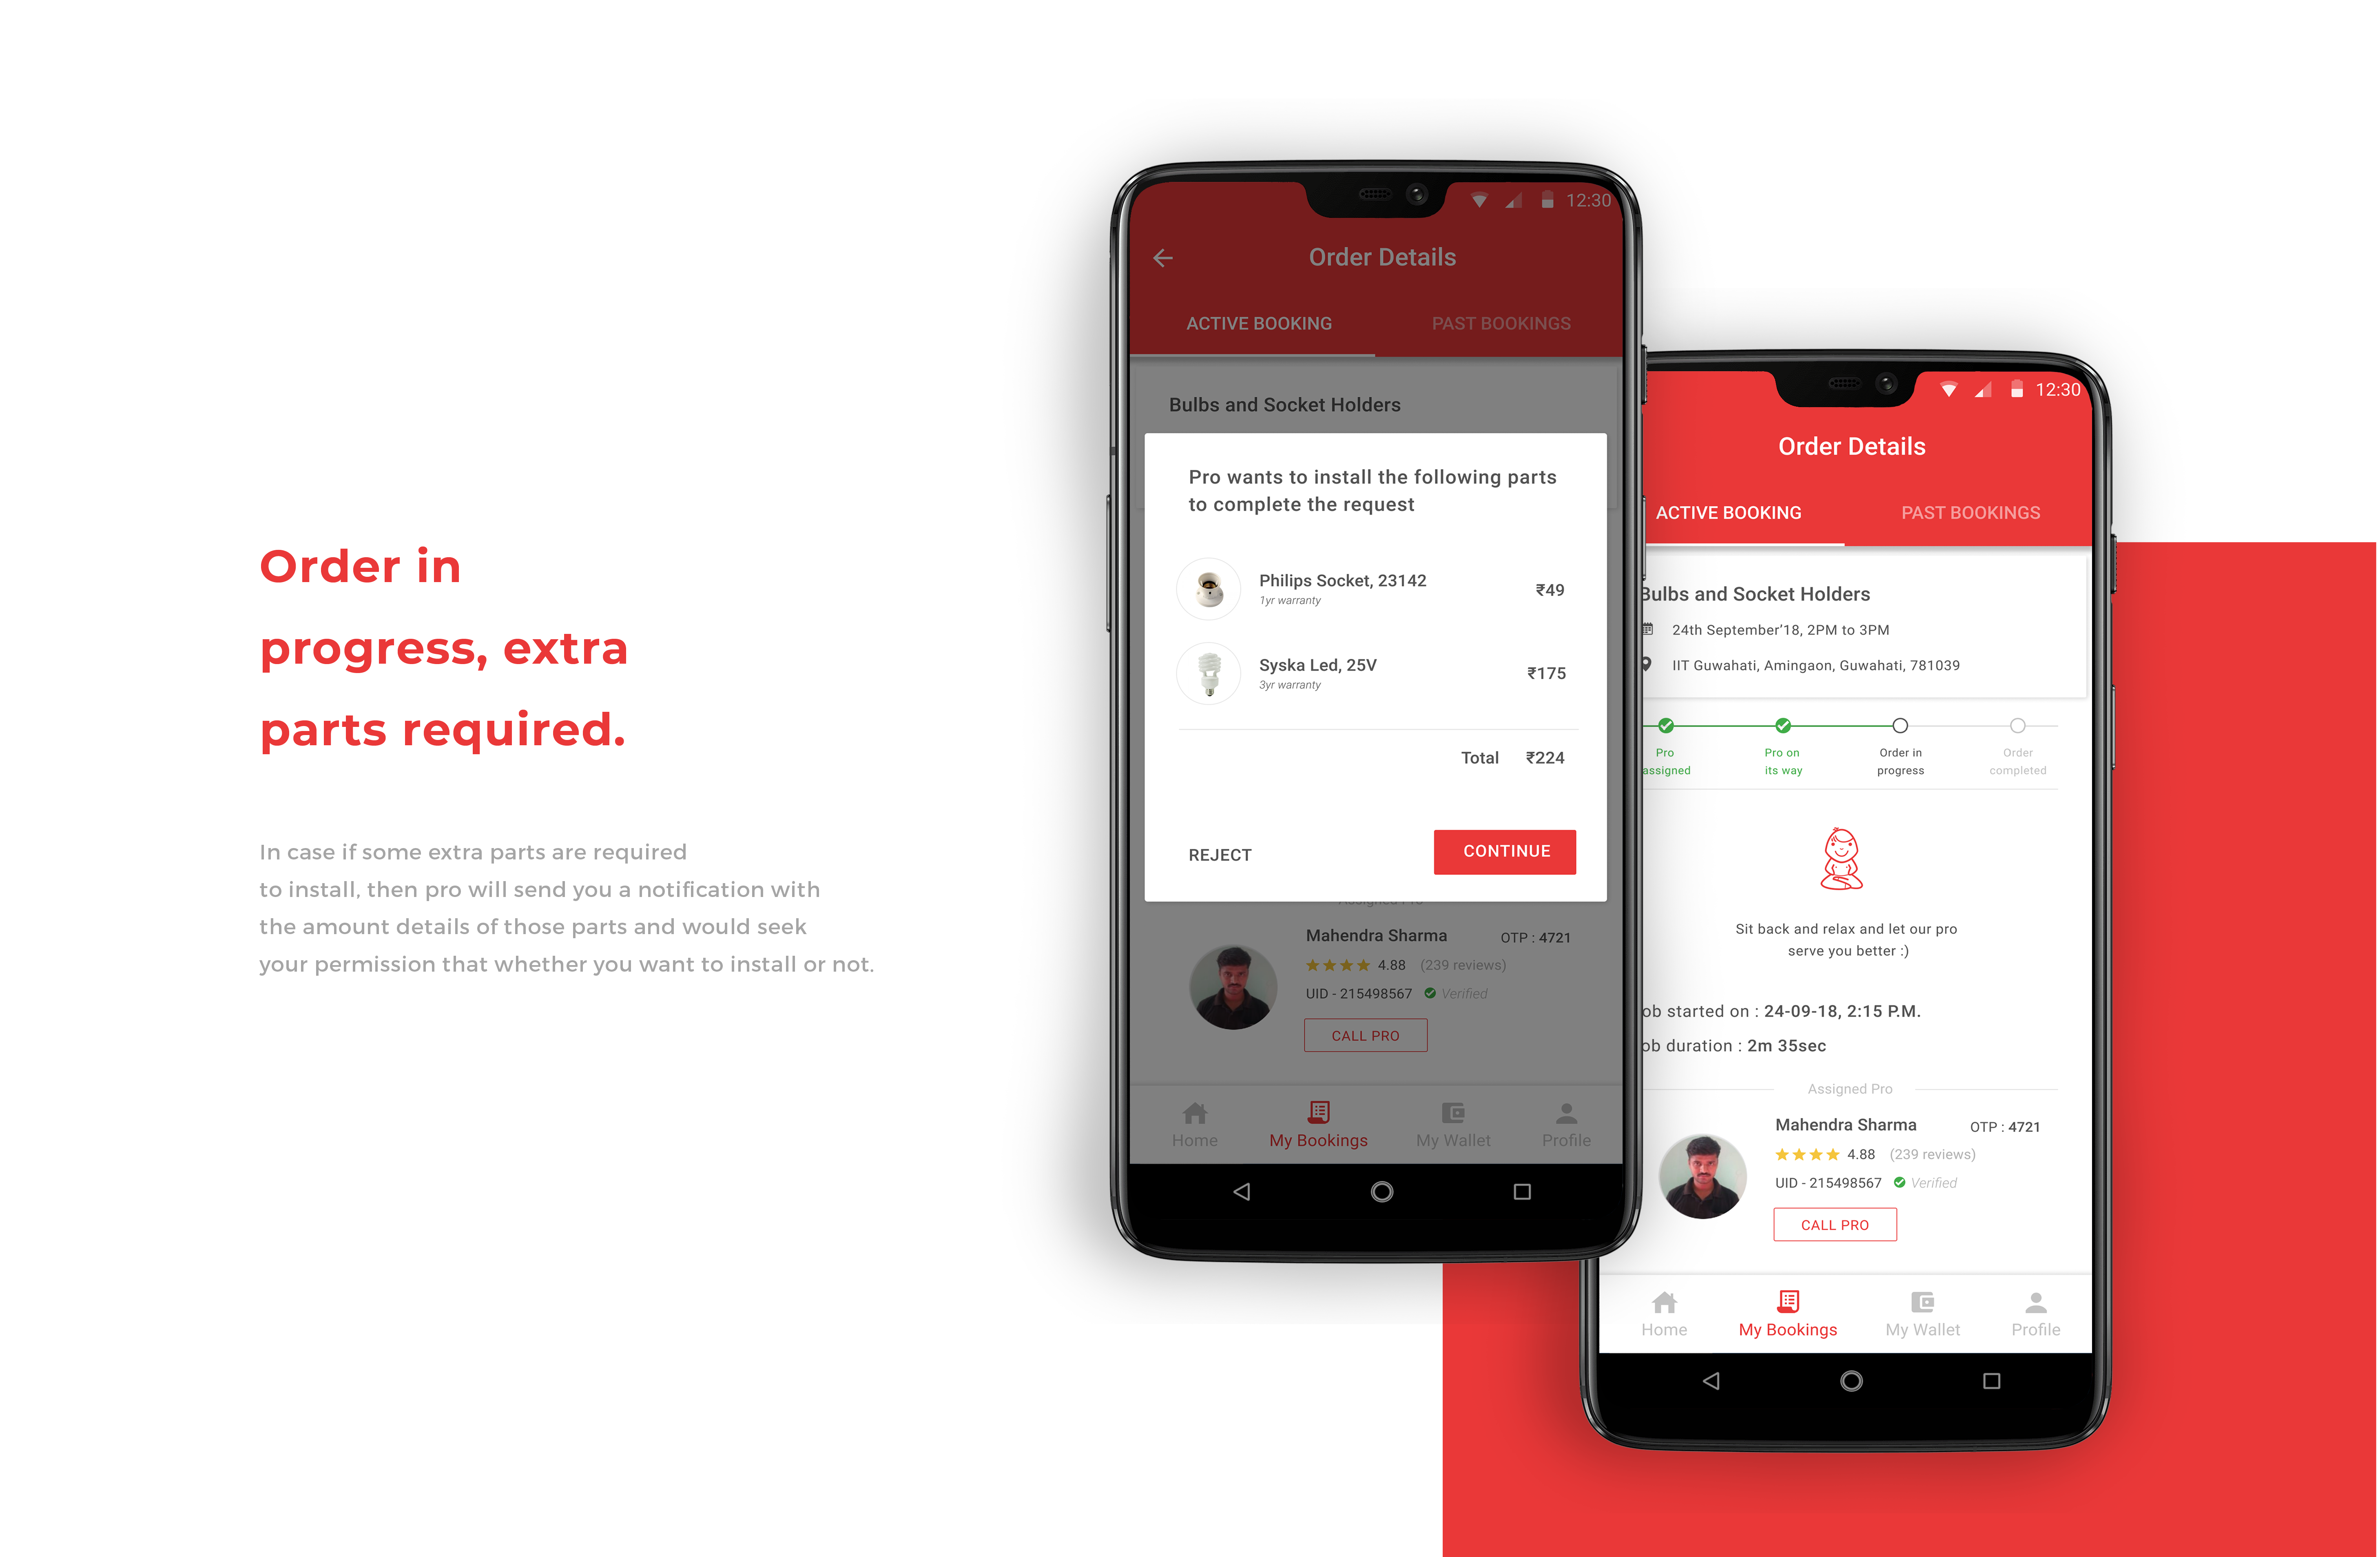 Order in
progress, extra
parts required.
In case if some extra parts are required
to install, then pro will send you a notification with
the amount details of those parts and would seek
your permission that whether you want to install or not.
12:30
Order Details
ACTIVE BOOKING PAST BOOKINGS
Bulbs and Socket Holders
Pro wants to install the following parts
to complete the request
Philips Socket, 23142 ₹49
1yr warranty
Syska Led, 25V ₹175
3yr warranty
Total ₹224
REJECT CONTINUE
Assigned Pro
Mahendra Sharma OTP : 4721
4.88 (239 reviews)
UID - 215498567 Verified
CALL PRO
Home My Bookings My Wallet Profile
12:30
Order Details
ACTIVE BOOKING PAST BOOKINGS
Bulbs and Socket Holders
24th September'18, 2PM to 3PM
IIT Guwahati, Amingaon, Guwahati, 781039
Pro Pro on Order in Order
assigned its way progress completed
Sit back and relax and let our pro
serve you better :)
ob started on : 24-09-18, 2:15 P.M.
ob duration : 2m 35sec
Assigned Pro
Mahendra Sharma OTP : 4721
4.88 (239 reviews)
UID - 215498567 Verified
CALL PRO
Home My Bookings My Wallet Profile